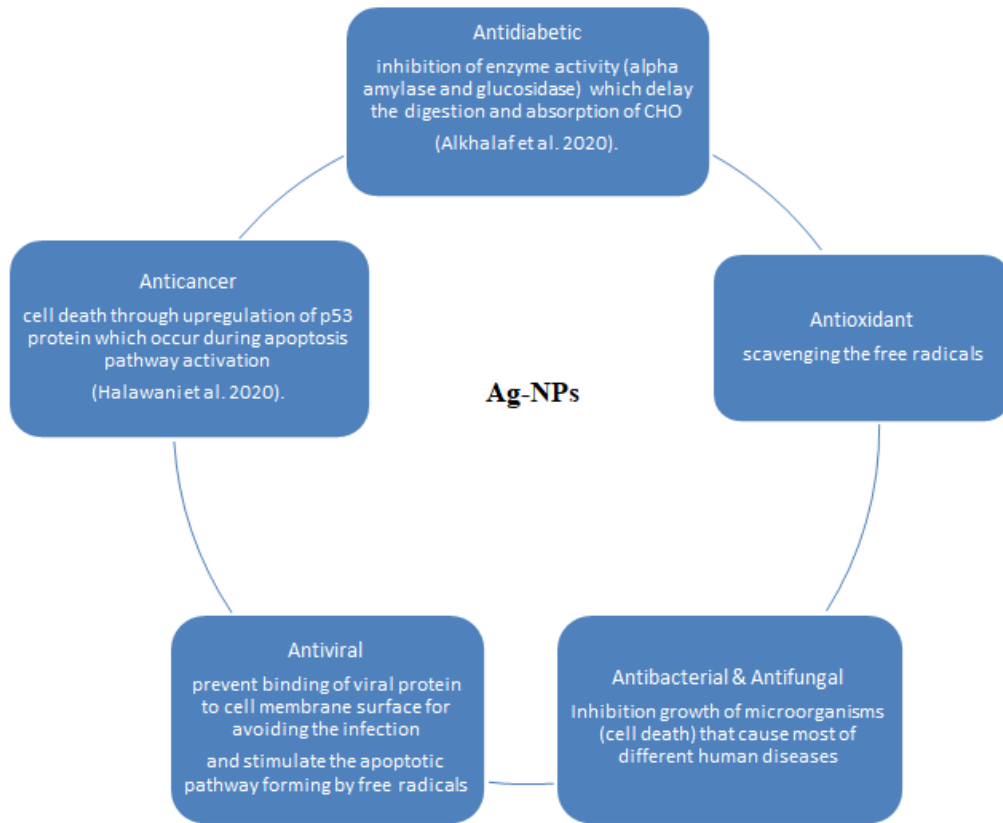 Antidiabetic
inhibition of enzyme activity (alpha
amylase and glucosidase) which delay
the digestion and absorption of CHO
(Alkhalaf et al. 2020).
Anticancer
cell death through upregulation of p53
protein which occur during apoptosis
pathway activation
(Halawani et al. 2020).
Antioxidant
scavenging the free radicals
Ag-NPs
Antiviral
prevent binding of viral protein
to cell membrane surface for
avoiding the infection
and stimulate the apoptotic
pathway forming by free radicals
Antibacterial & Antifungal
Inhibition growth of microorganisms
(cell death) that cause most of
different human diseases